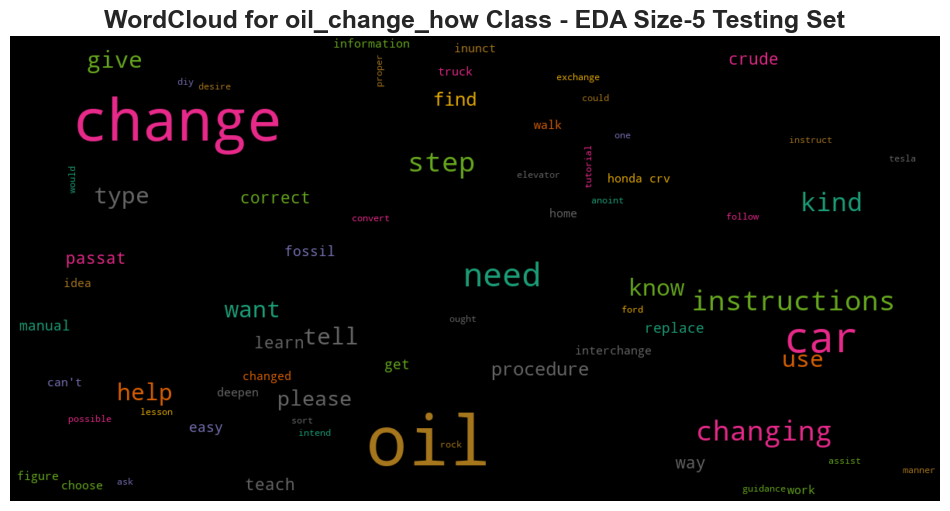 WordCloud for oil_change_how Class - EDA Size-5 Testing Set
information
inunct
give
crude
proper
truck
exchange
diy
desire
find
could
change
walk
one
instruct
step
tutorial
tesla
would
elevator
honda crv
type
correct
anoint
kind
home
follow
convert
passat
fossil
need
idea
know
instructions
want
ford
manual
ought
replace
tell
car
learn
interchange
use
get
procedure
can't
changed
help
deepen
please
lesson
possible
easy
sort
intend
oil
rock
changing
way
assist
manner
figure
choose
ask
teach
guidance
work